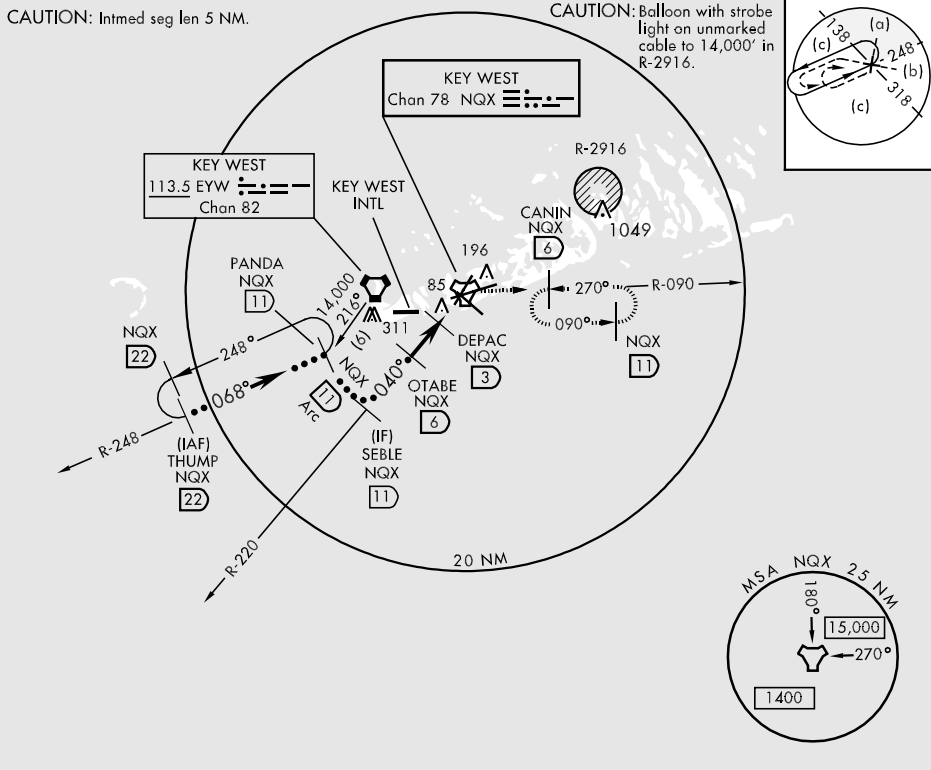 CAUTION: Intmed seg len 5 NM.
CAUTION: Balloon with strobe
light on unmarked
cable to 14,000' in
R-2916.
138
(a)
(c)
248
(b)
318
(c)
KEY WEST
Chan 78 NQX
KEY WEST
113.5 EYW
Chan 82
KEY WEST
INTL
R-2916
1049
CANIN
NQX
6
196
85
PANDA
NQX
11
14,000
216°
(6)
311
270°
R-090
090°
NQX
11
DEPAC
NQX
3
NQX
22
248°
068°
NQX
11
Arc
040°
OTABE
NQX
6
R-248
(IAF)
THUMP
NQX
22
(IF)
SEBLE
NQX
11
R-220
20 NM
MSA NQX 25 NM
180°
15,000
270°
1400